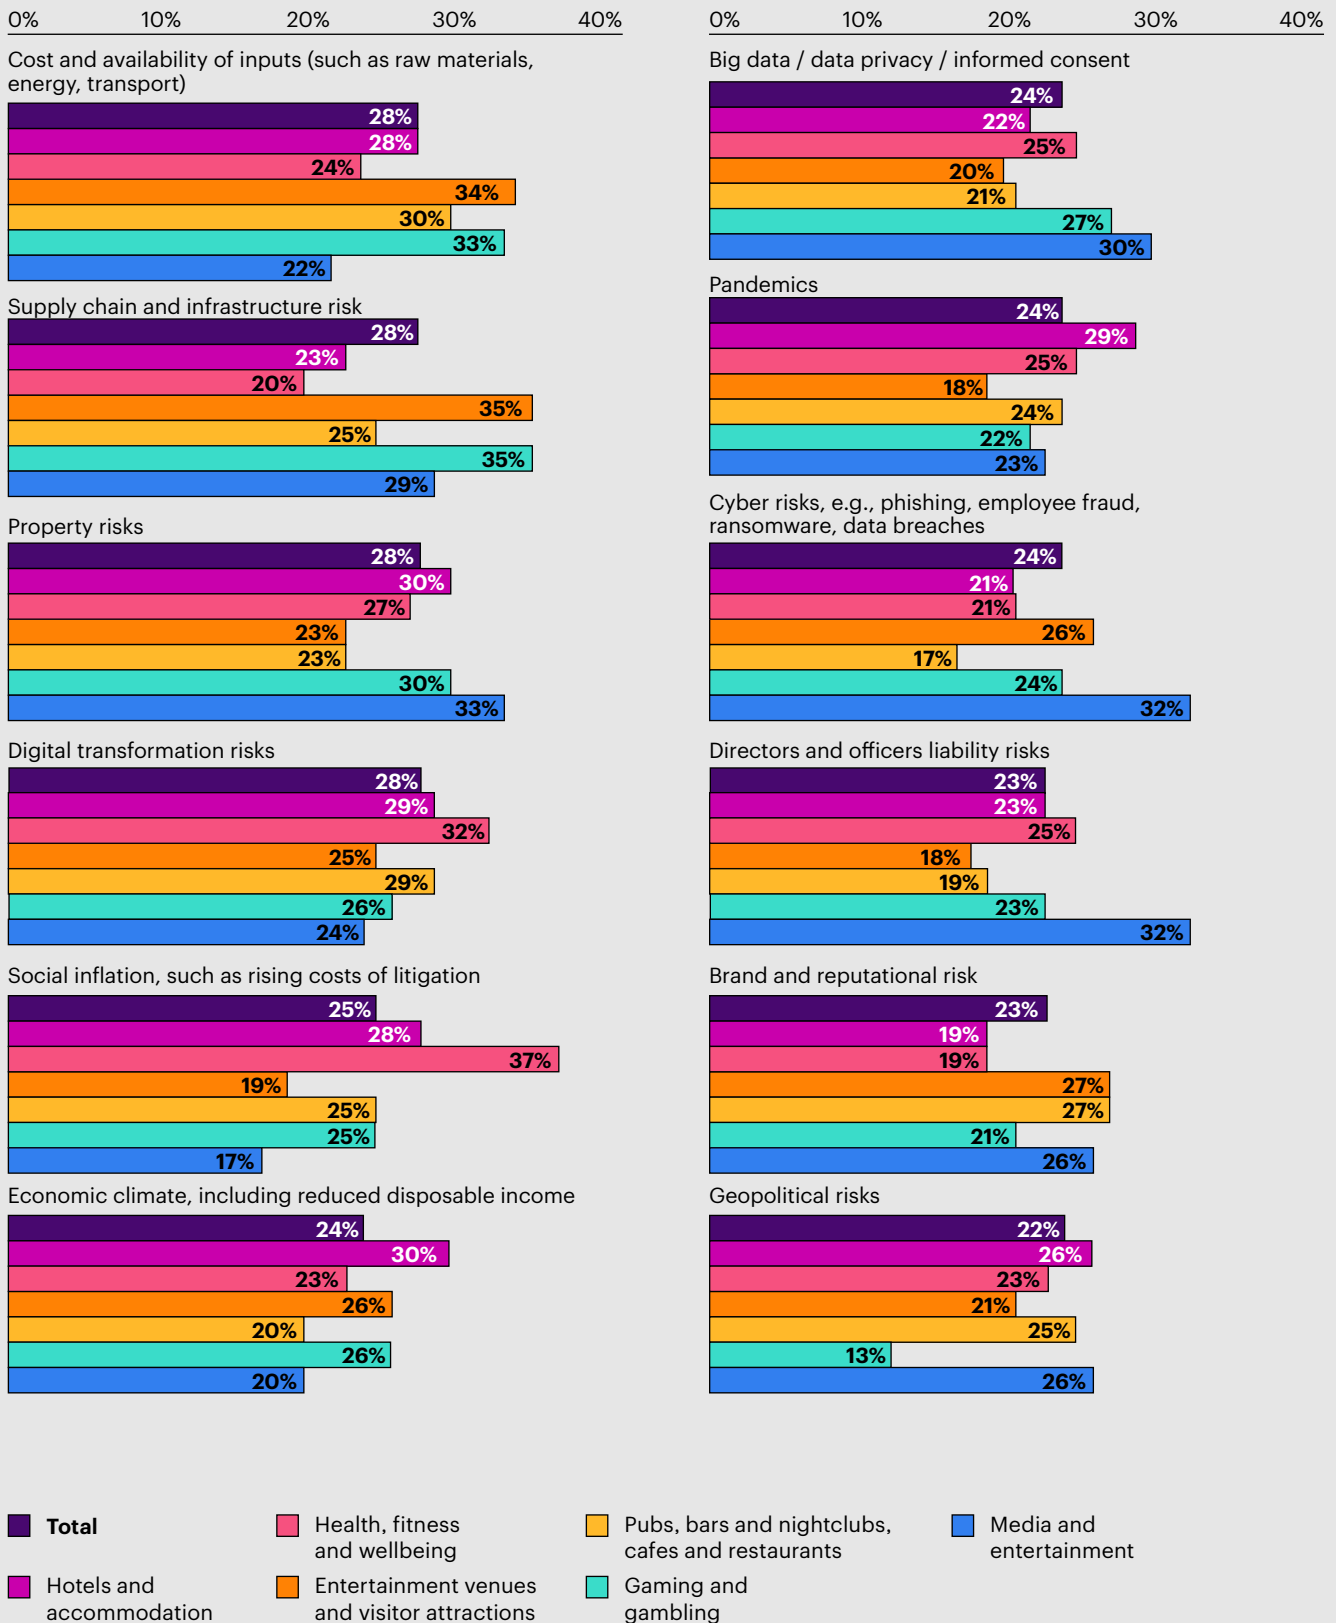 0% 10% 20% 30% 40%
Cost and availability of inputs (such as raw materials,
energy, transport)
28%
28%
24%
34%
30%
33%
22%
Supply chain and infrastructure risk
28%
23%
20%
35%
25%
35%
29%
Property risks
28%
30%
27%
23%
23%
30%
33%
Digital transformation risks
28%
29%
32%
25%
29%
26%
24%
Social inflation, such as rising costs of litigation
25%
28%
37%
19%
25%
25%
17%
Economic climate, including reduced disposable income
24%
30%
23%
26%
20%
26%
20%
0% 10% 20% 30% 40%
Big data / data privacy / informed consent
24%
22%
25%
20%
21%
27%
30%
Pandemics
24%
29%
25%
18%
24%
22%
23%
Cyber risks, e.g., phishing, employee fraud,
ransomware, data breaches
24%
21%
21%
26%
17%
24%
32%
Directors and officers liability risks
23%
23%
25%
18%
19%
23%
32%
Brand and reputational risk
23%
19%
19%
27%
27%
21%
26%
Geopolitical risks
22%
26%
23%
21%
25%
13%
26%
Total
Hotels and
accommodation
Health, fitness
and wellbeing
Entertainment venues
and visitor attractions
Pubs, bars and nightclubs,
cafes and restaurants
Gaming and
gambling
Media and
entertainment